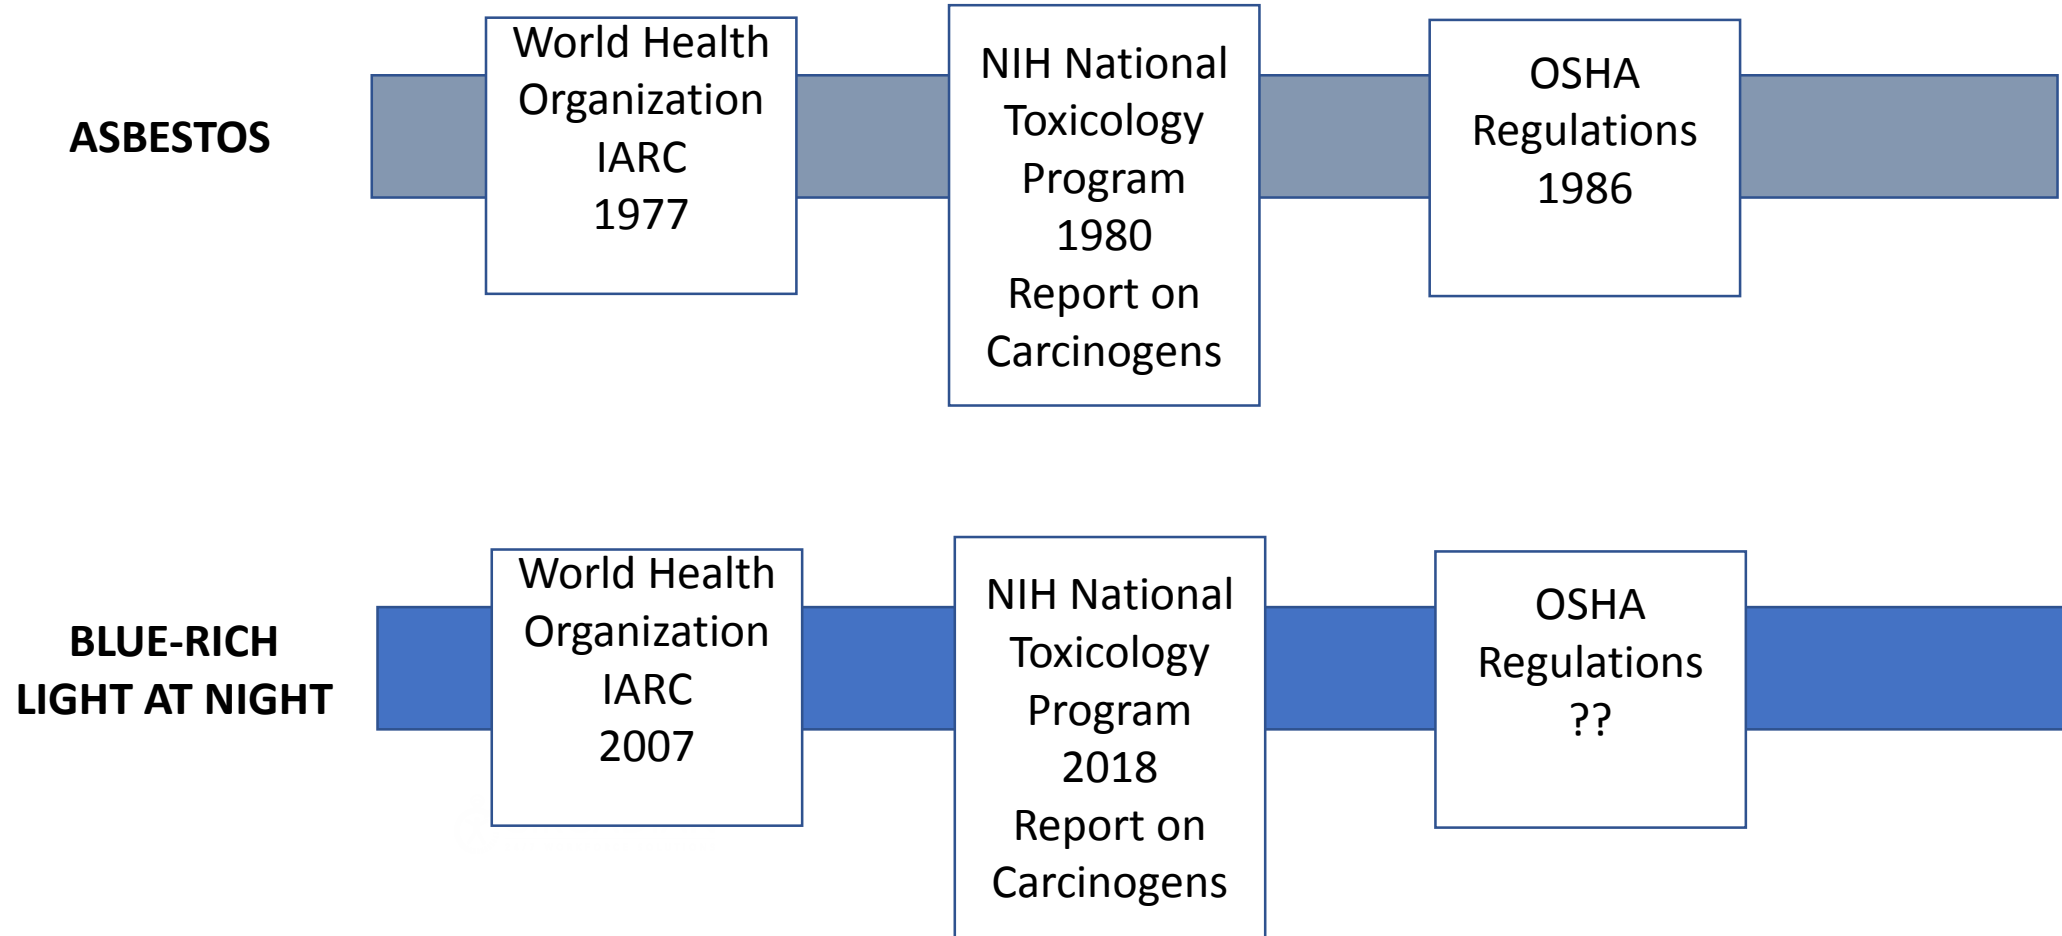 ASBESTOS
World Health
Organization
IARC
1977
NIH National
Toxicology
Program
1980
Report on
Carcinogens
OSHA
Regulations
1986
BLUE-RICH
LIGHT AT NIGHT
World Health
Organization
IARC
2007
NIH National
Toxicology
Program
2018
Report on
Carcinogens
OSHA
Regulations
??